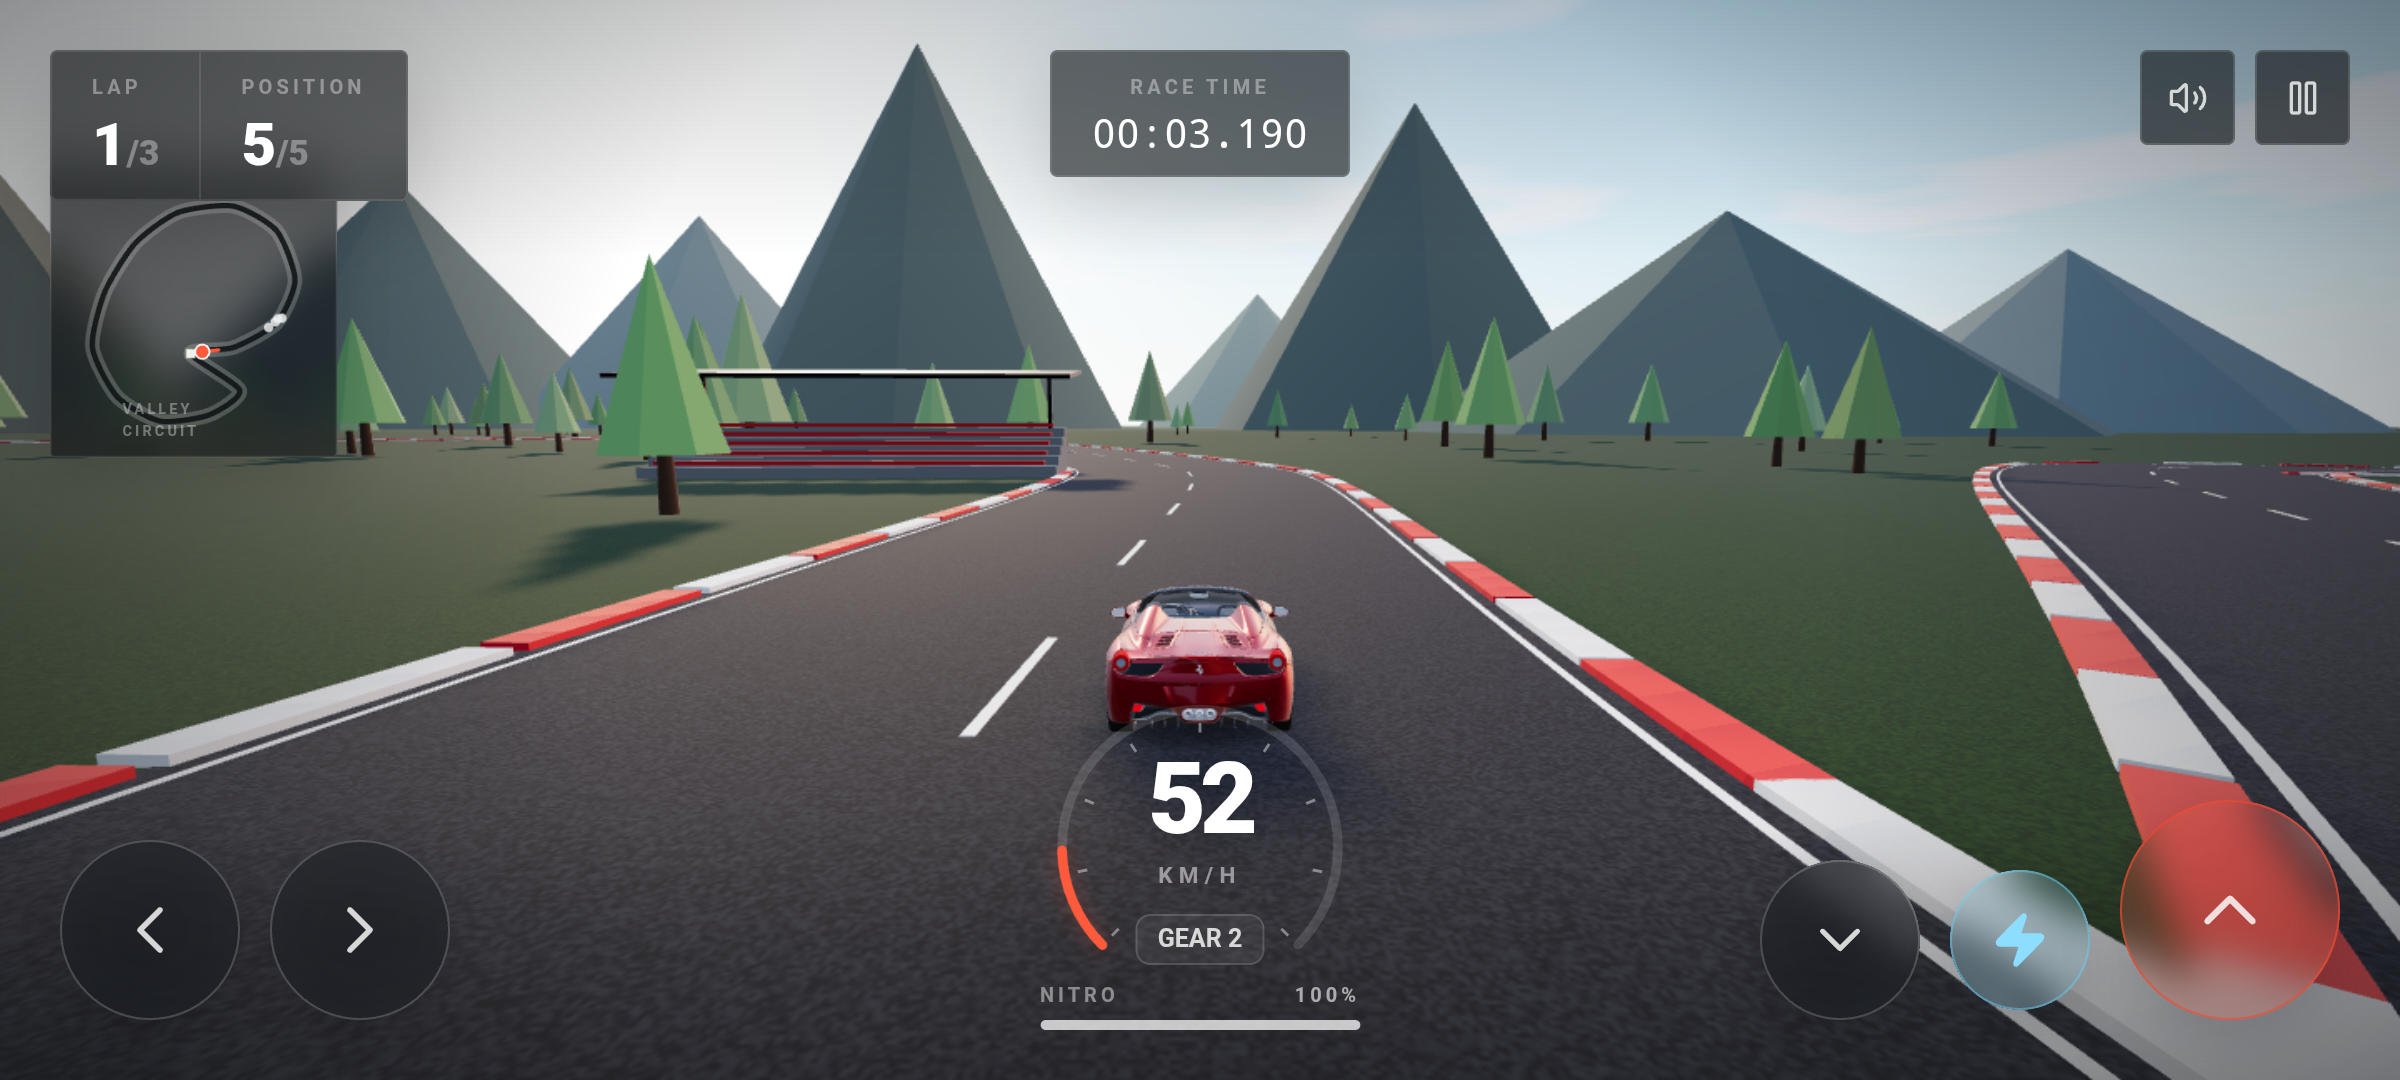 LAP
POSITION
1/3
5/5
RACE TIME
00:03.190
VALLEY
CIRCUIT
52
KM/H
GEAR 2
NITRO
100%